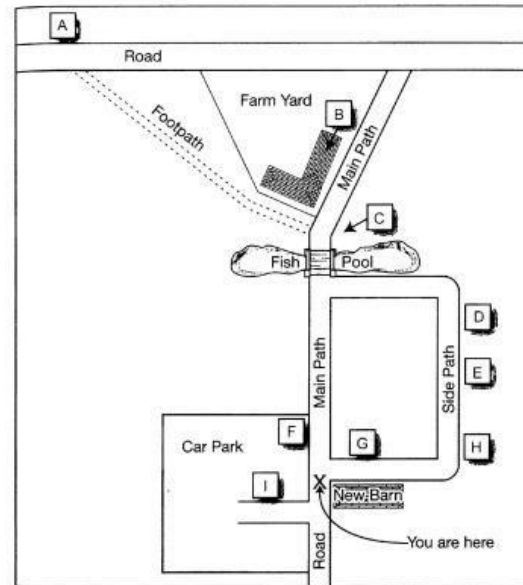 A
Road
Farm Yard
B
Footpath
Main Path
C
Fish Pool
D
Main Path
Side Path
E
F
G
H
Car Park
I
X
New Barn
You are here
Road